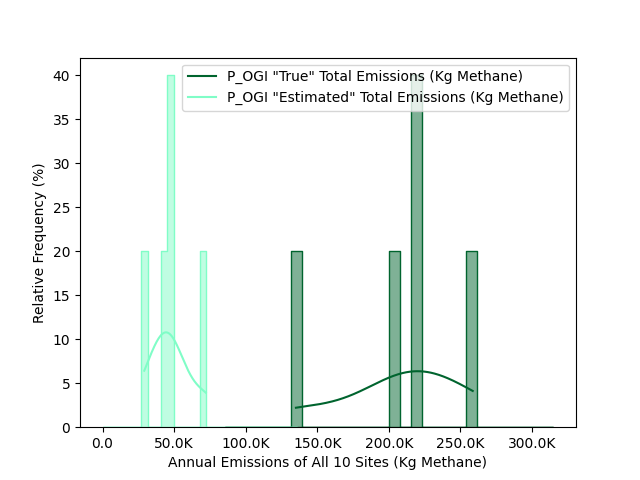 P_OGI "True" Total Emissions (Kg Methane)
P_OGI "Estimated" Total Emissions (Kg Methane)
40
35
30
25
20
15
10
5
0
Relative Frequency (%)
0.0 50.0K 100.0K 150.0K 200.0K 250.0K 300.0K
Annual Emissions of All 10 Sites (Kg Methane)